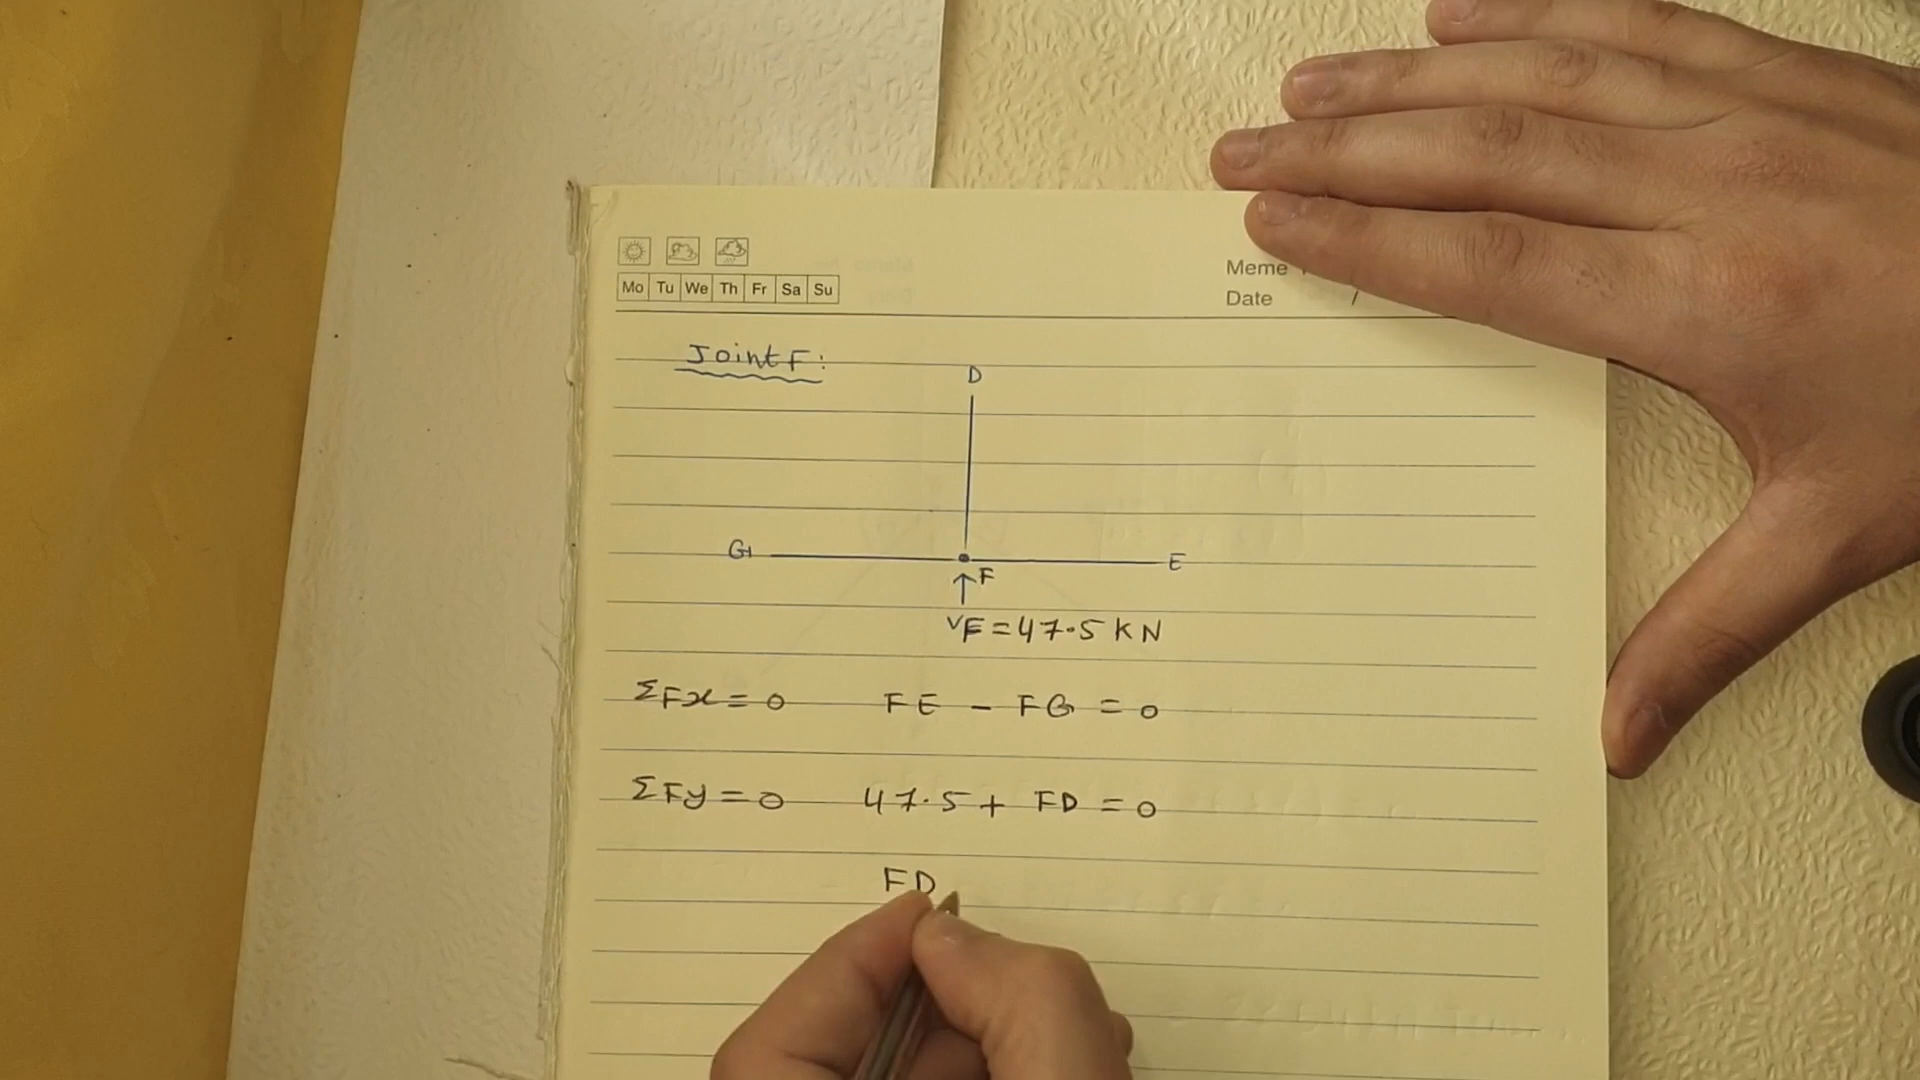 Mo Tu We Th Fr Sa Su
Meme
Date /
Joint F:
D
G E
F
VF = 47.5 KN
ΣFx = 0 FE - FG = 0
ΣFy = 0 47.5 + FD = 0
FD